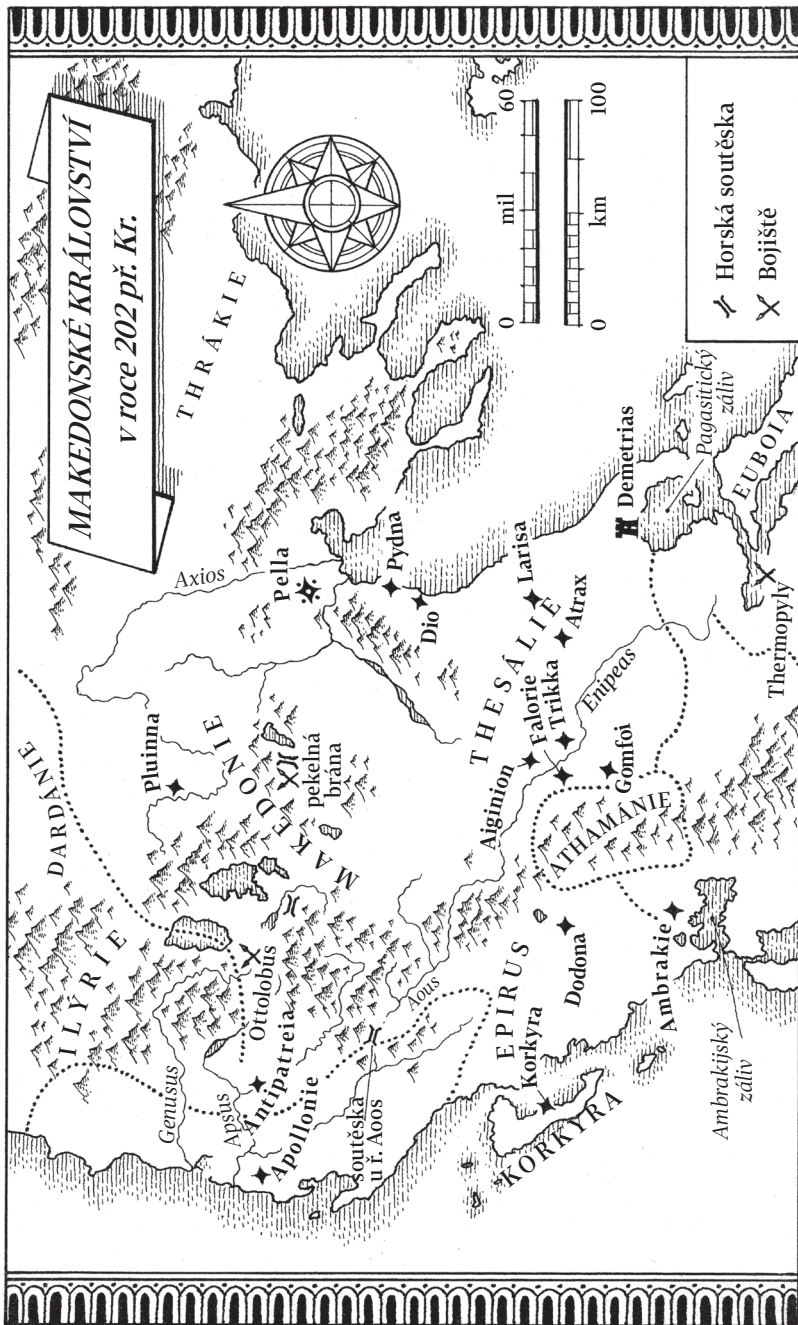 MAKEDONSKÉ KRÁLOVSTVÍ
v roce 202 př. Kr.
DARDÁNIE
ILÝRIE
THRÁKIE
Axios
Pluinna
Pella
MAKEDONIE
pekelná
brána
Genusus
Apsus
Ottolobus
Antipatreia
Apollonie
soutěska
u ř. Aoos
Aous
Pydna
Dio
EPIRUS
Korkyra
KORKYRA
Dodona
Ambrakie
Ambrakijský
záliv
THESÁLIE
Aiginion
Falorie
Trikka
Larisa
Atrax
Enipeas
Gomfoi
ATHAMÁNIE
Demetrias
Pagasitický
záliv
EUBOIA
Thermopyly
0 mil 60
0 km 100
Horská soutěska
Bojiště